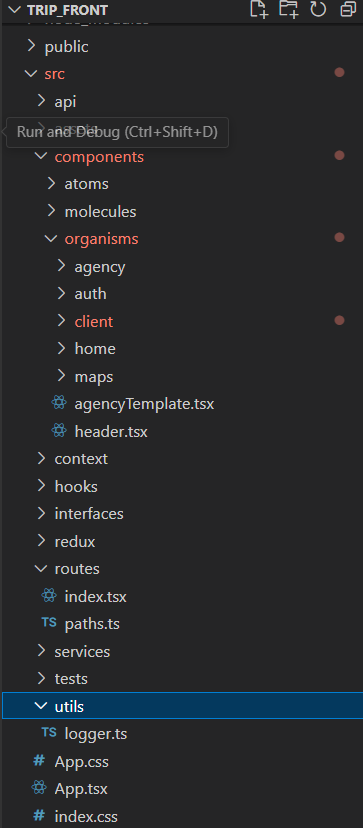 TRIP_FRONT
node_modules
public
src
api
Run and Debug (Ctrl+Shift+D)
components
atoms
molecules
organisms
agency
auth
client
home
maps
agencyTemplate.tsx
header.tsx
context
hooks
interfaces
redux
routes
index.tsx
TS paths.ts
services
tests
utils
TS logger.ts
# App.css
App.tsx
# index.css